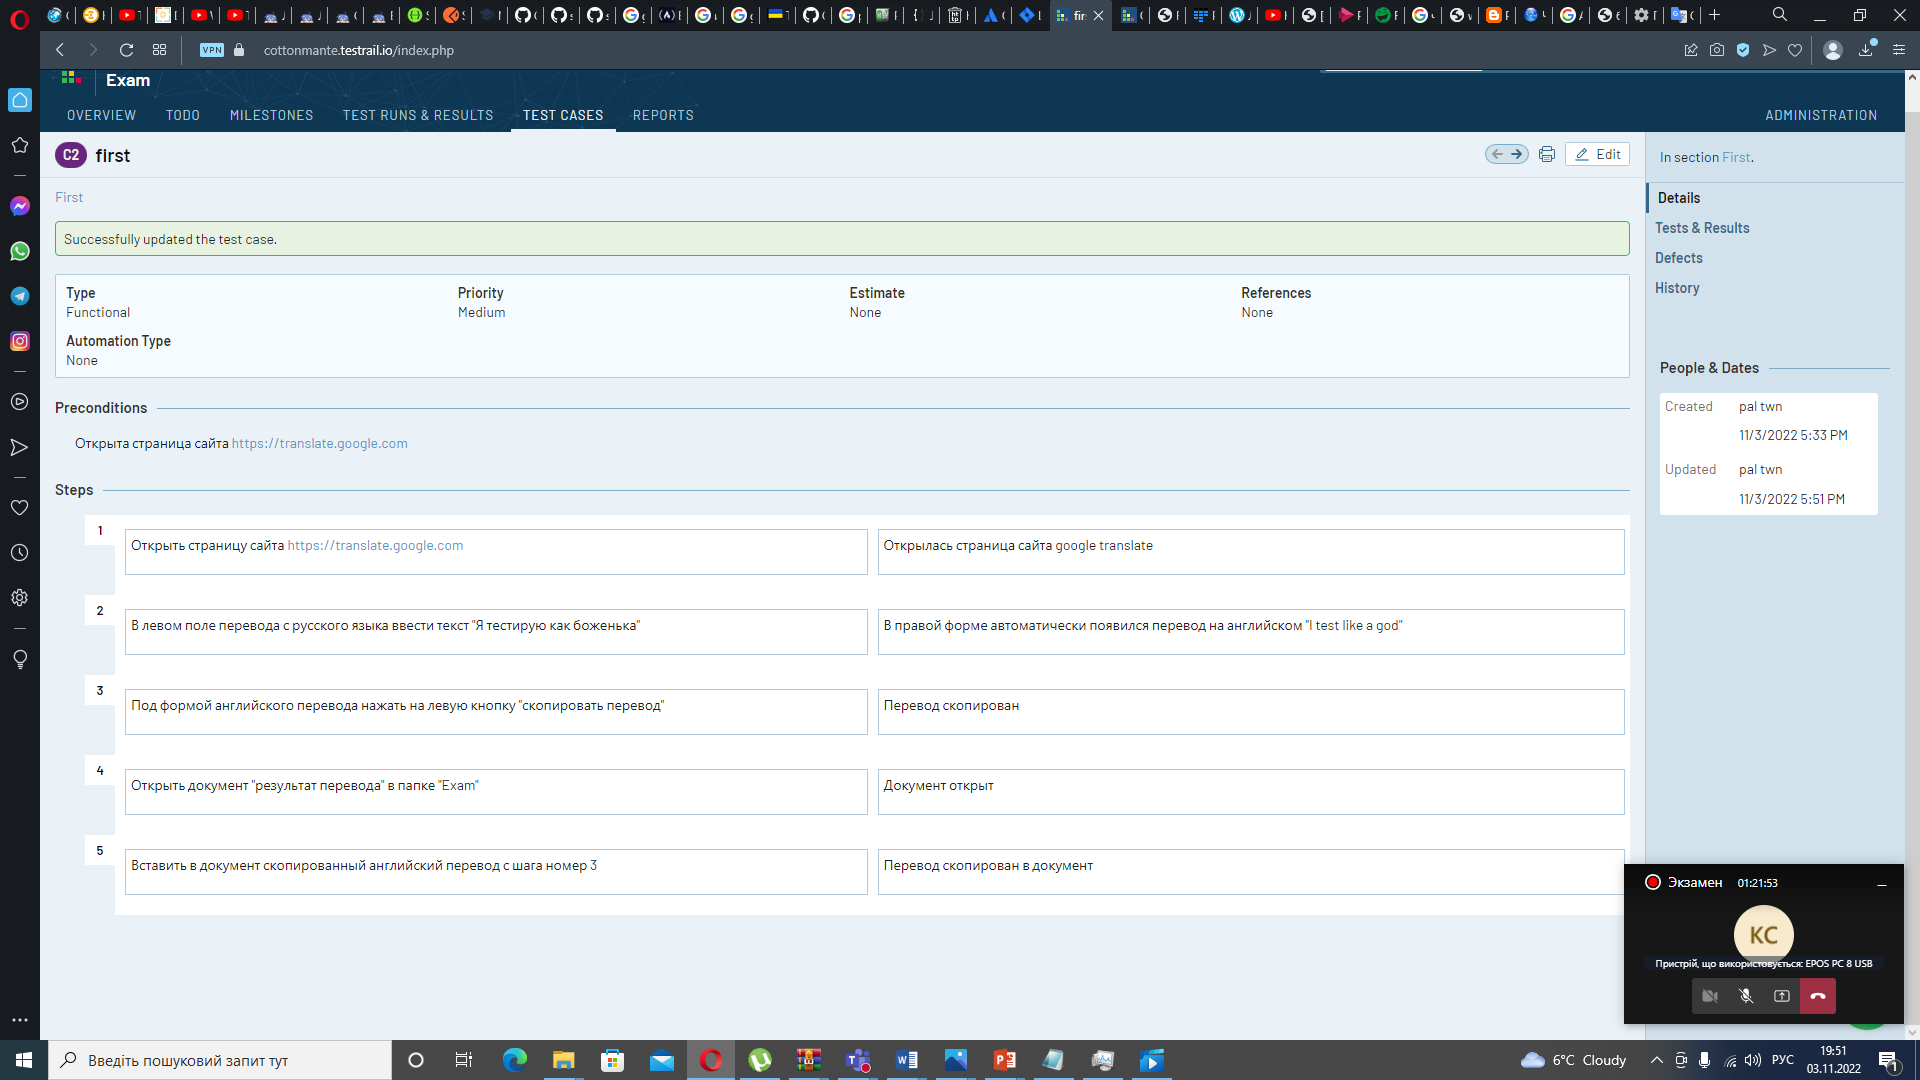 VPN
cottonmante.testrail.io/index.php
Exam
OVERVIEW TODO MILESTONES TEST RUNS & RESULTS TEST CASES REPORTS ADMINISTRATION
C2 first
Edit
In section First.
First
Details
Successfully updated the test case.
Tests & Results
Defects
History
Type Priority Estimate References
Functional Medium None None
Automation Type
None
People & Dates
Preconditions
Created pal twn
11/3/2022 5:33 PM
Открыта страница сайта https://translate.google.com
Updated pal twn
11/3/2022 5:51 PM
Steps
1
Открыть страницу сайта https://translate.google.com
Открылась страница сайта google translate
2
В левом поле перевода с русского языка ввести текст "Я тестирую как боженька"
В правой форме автоматически появился перевод на английском "I test like a god"
3
Под формой английского перевода нажать на левую кнопку "скопировать перевод"
Перевод скопирован
4
Открыть документ "результат перевода" в папке "Exam"
Документ открыт
5
Вставить в документ скопированный английский перевод с шага номер 3
Перевод скопирован в документ
Экзамен 01:21:53
КС
Пристрій, що використовується: EPOS PC 8 USB
Введіть пошуковий запит тут
6°C Cloudy
РУС
19:51
03.11.2022
1